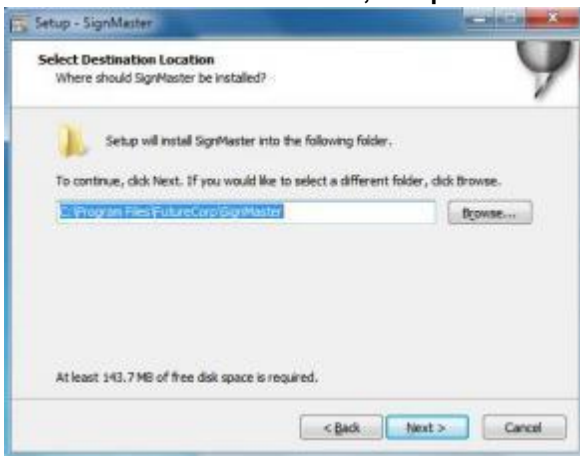 Setup - SignMaster
Select Destination Location
Where should SignMaster be installed?
Setup will install SignMaster into the following folder.
To continue, click Next. If you would like to select a different folder, click Browse.
C:\Program Files\FutureCorp\SignMaster
Browse...
At least 143.7 MB of free disk space is required.
< Back
Next >
Cancel